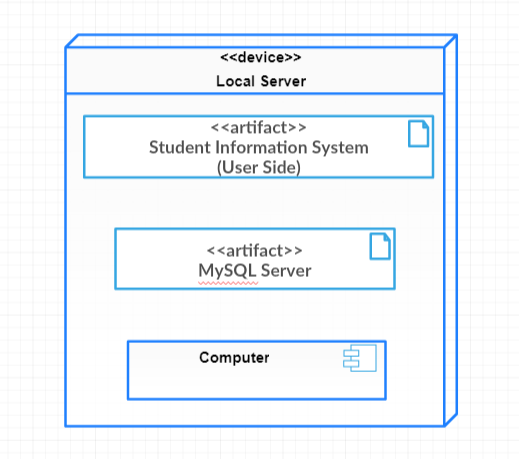 <<device>>
Local Server
<<artifact>>
Student Information System
(User Side)
<<artifact>>
MySQL Server
Computer